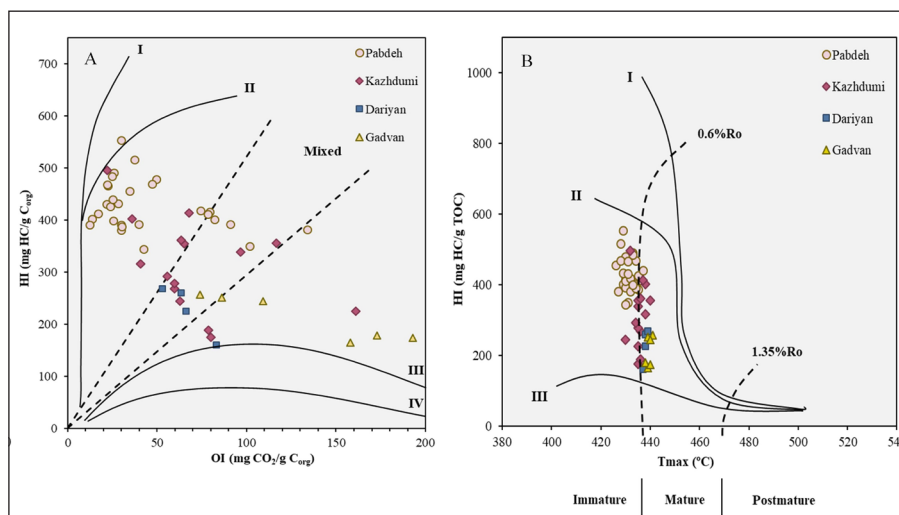 A
I
II
Mixed
III
IV
Pabdeh
Kazhdumi
Dariyan
Gadvan
700
600
500
400
300
200
100
0
HI (mg HC/g Corg)
0
50
100
150
200
OI (mg CO2/g Corg)
B
I
II
III
0.6%Ro
1.35%Ro
Pabdeh
Kazhdumi
Dariyan
Gadvan
1000
800
600
400
200
0
HI (mg HC/g TOC)
380
400
420
440
460
480
500
520
54
Tmax (°C)
Immature
Mature
Postmature